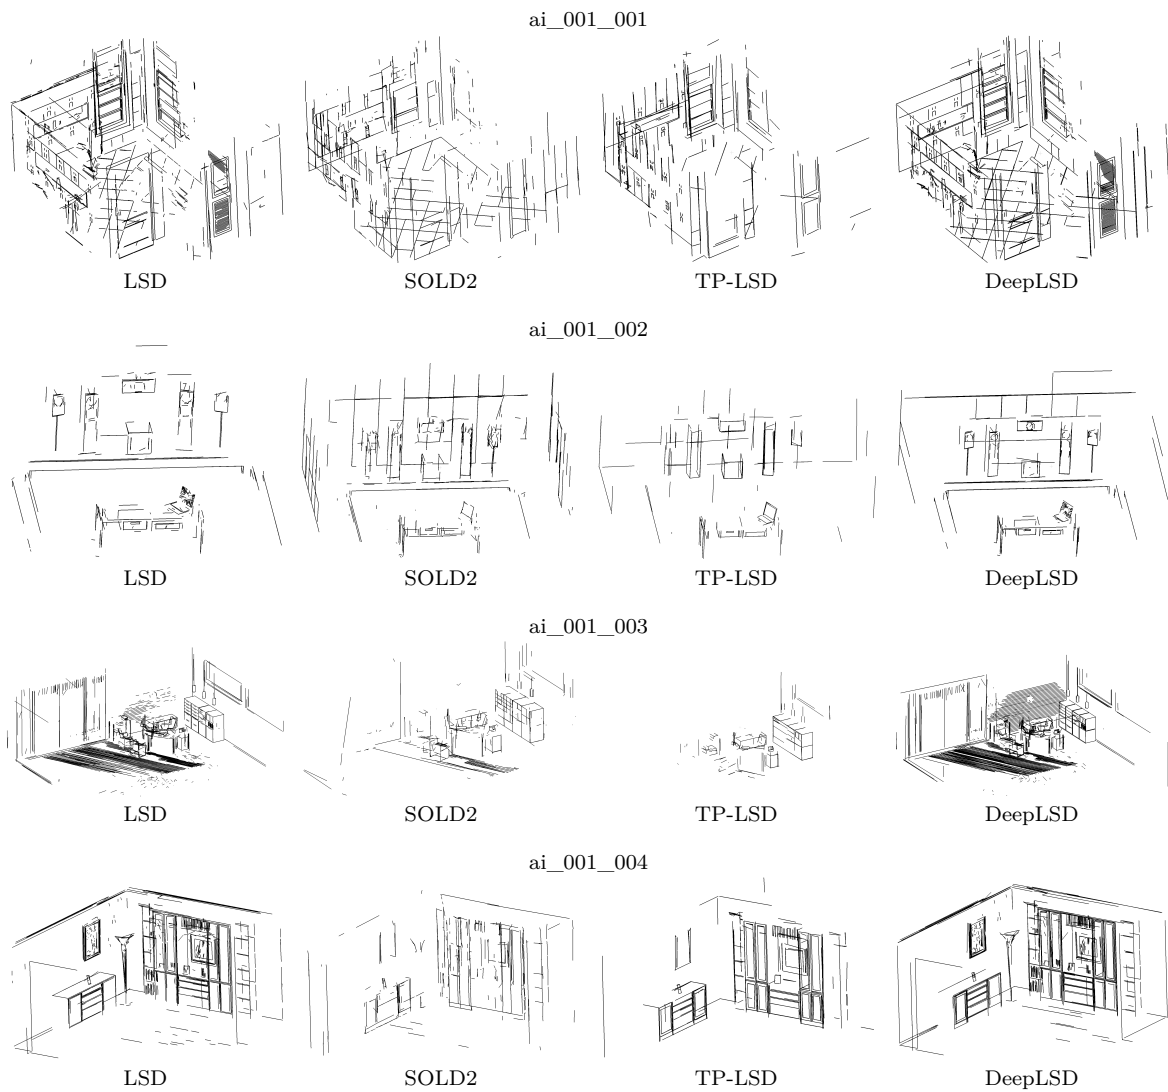 ai_001_001
LSD SOLD2 TP-LSD DeepLSD
ai_001_002
LSD SOLD2 TP-LSD DeepLSD
ai_001_003
LSD SOLD2 TP-LSD DeepLSD
ai_001_004
LSD SOLD2 TP-LSD DeepLSD